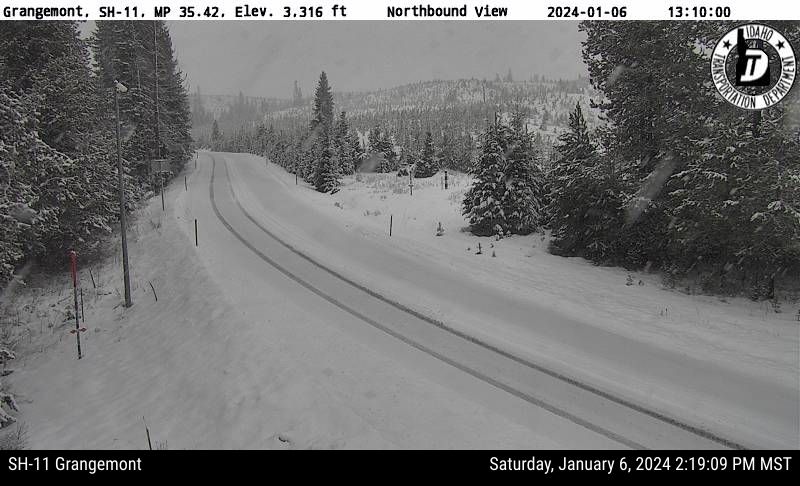 Grangemont, SH-11, MP 35.42, Elev. 3,316 ft Northbound View 2024-01-06 13:10:00
IDAHO
TRANSPORTATION DEPARTMENT
SH-11 Grangemont Saturday, January 6, 2024 2:19:09 PM MST